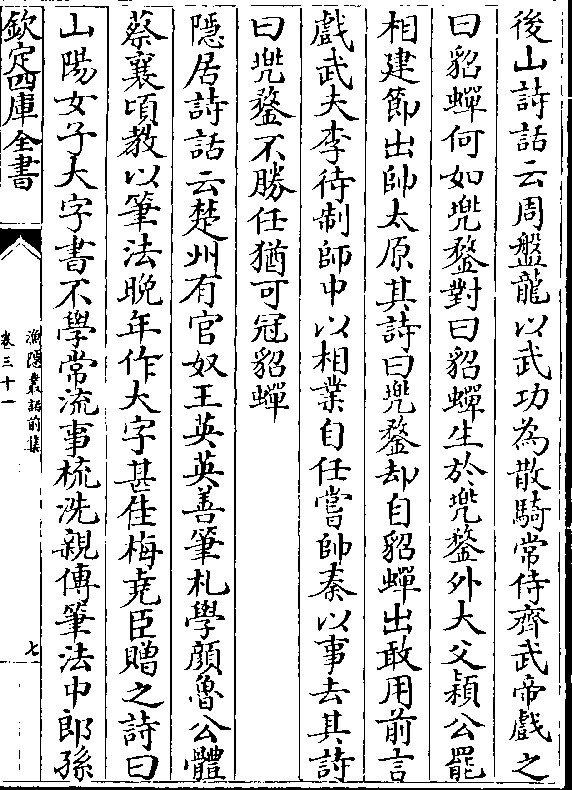 後山詩話云周盤龍以武功為散騎常侍齊武帝戲之
曰貂蟬何如兜鍪對曰貂蟬生於兜鍪外大父潁公罷
相建節出帥太原其詩曰兜鍪却自貂蟬出敢用前言
戲武夫李待制師中以相業自任嘗帥秦以事去其詩
曰兜鍪不勝任猶可冠貂蟬
隱居詩話云楚州有官奴王英英善筆札學顔魯公體
蔡襄頃教以筆法晚年作大字甚佳梅堯臣贈之詩曰
山陽女子大字書不學常流事梳洗親傳筆法中郎孫
欽定四庫全書
漁隠叢話前集
卷三十一
七